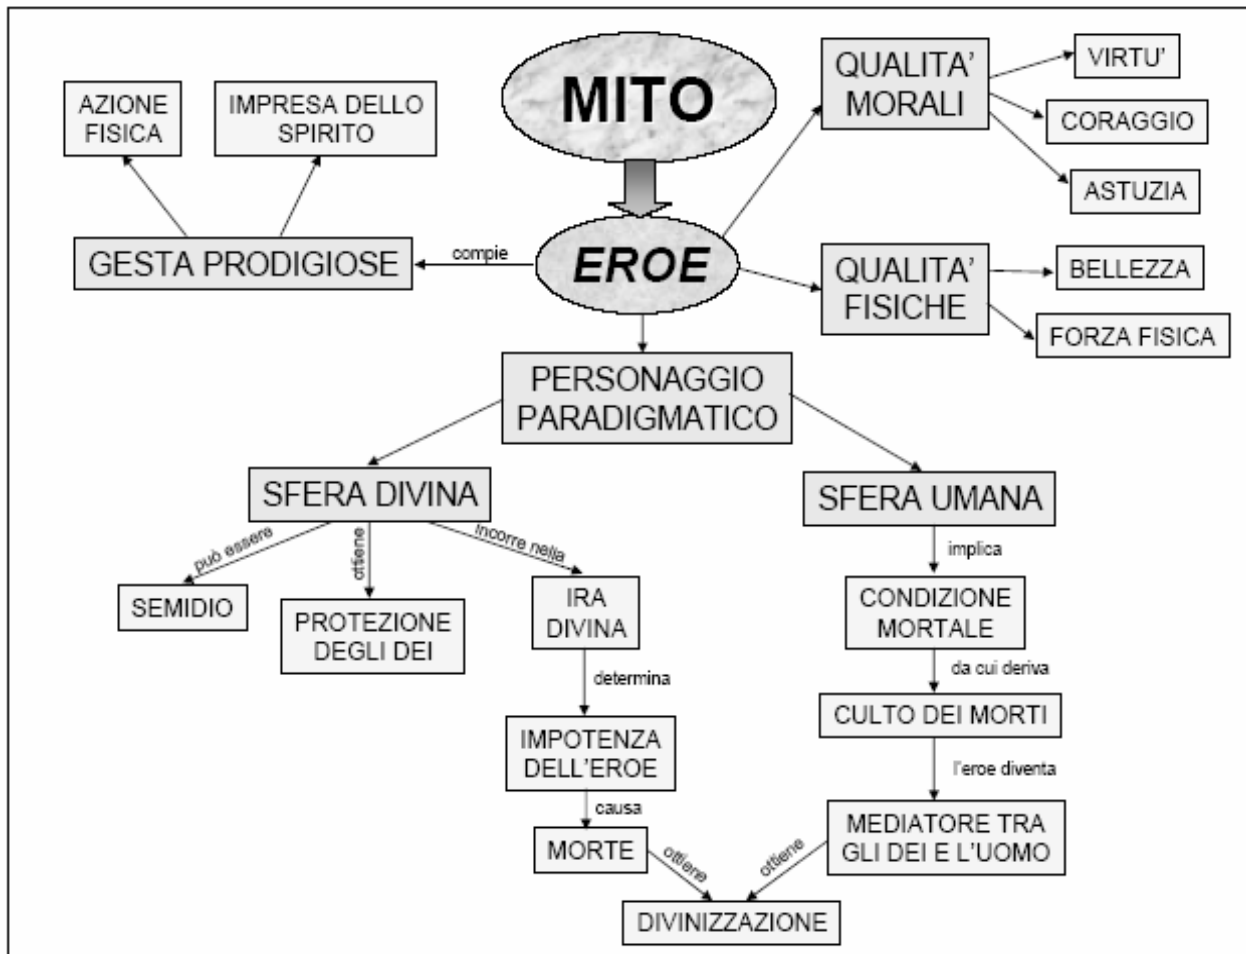 MITO
QUALITA'
MORALI
VIRTU'
CORAGGIO
ASTUZIA
AZIONE
FISICA
IMPRESA DELLO
SPIRITO
GESTA PRODIGIOSE
compie
EROE
QUALITA'
FISICHE
BELLEZZA
FORZA FISICA
PERSONAGGIO
PARADIGMATICO
SFERA DIVINA
SFERA UMANA
può essere
ottiene
incorre nella
implica
SEMIDIO
PROTEZIONE
DEGLI DEI
IRA
DIVINA
CONDIZIONE
MORTALE
determina
da cui deriva
IMPOTENZA
DELL'EROE
CULTO DEI MORTI
causa
l'eroe diventa
MORTE
MEDIATORE TRA
GLI DEI E L'UOMO
ottiene
ottiene
DIVINIZZAZIONE